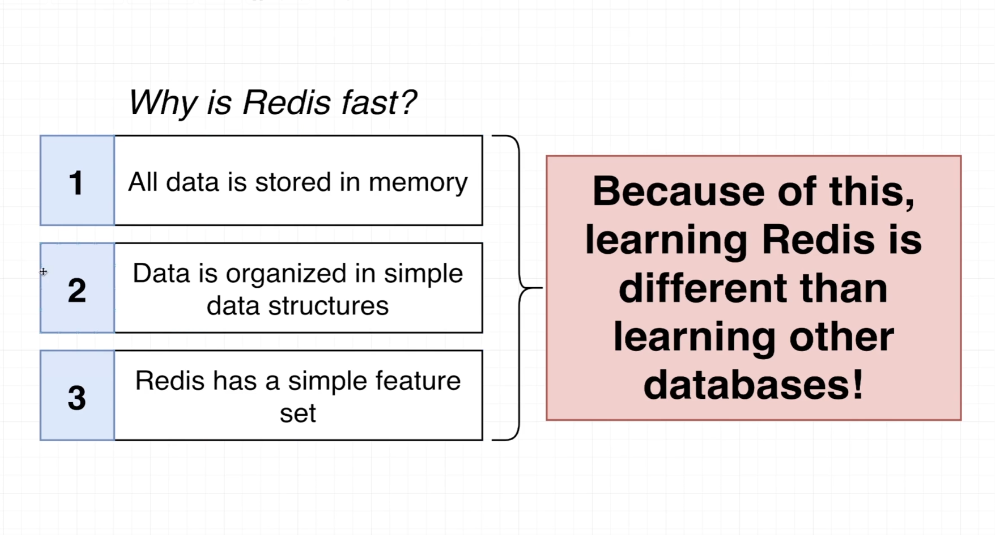 Why is Redis fast?
1
All data is stored in memory
2
Data is organized in simple
data structures
3
Redis has a simple feature
set
Because of this,
learning Redis is
different than
learning other
databases!